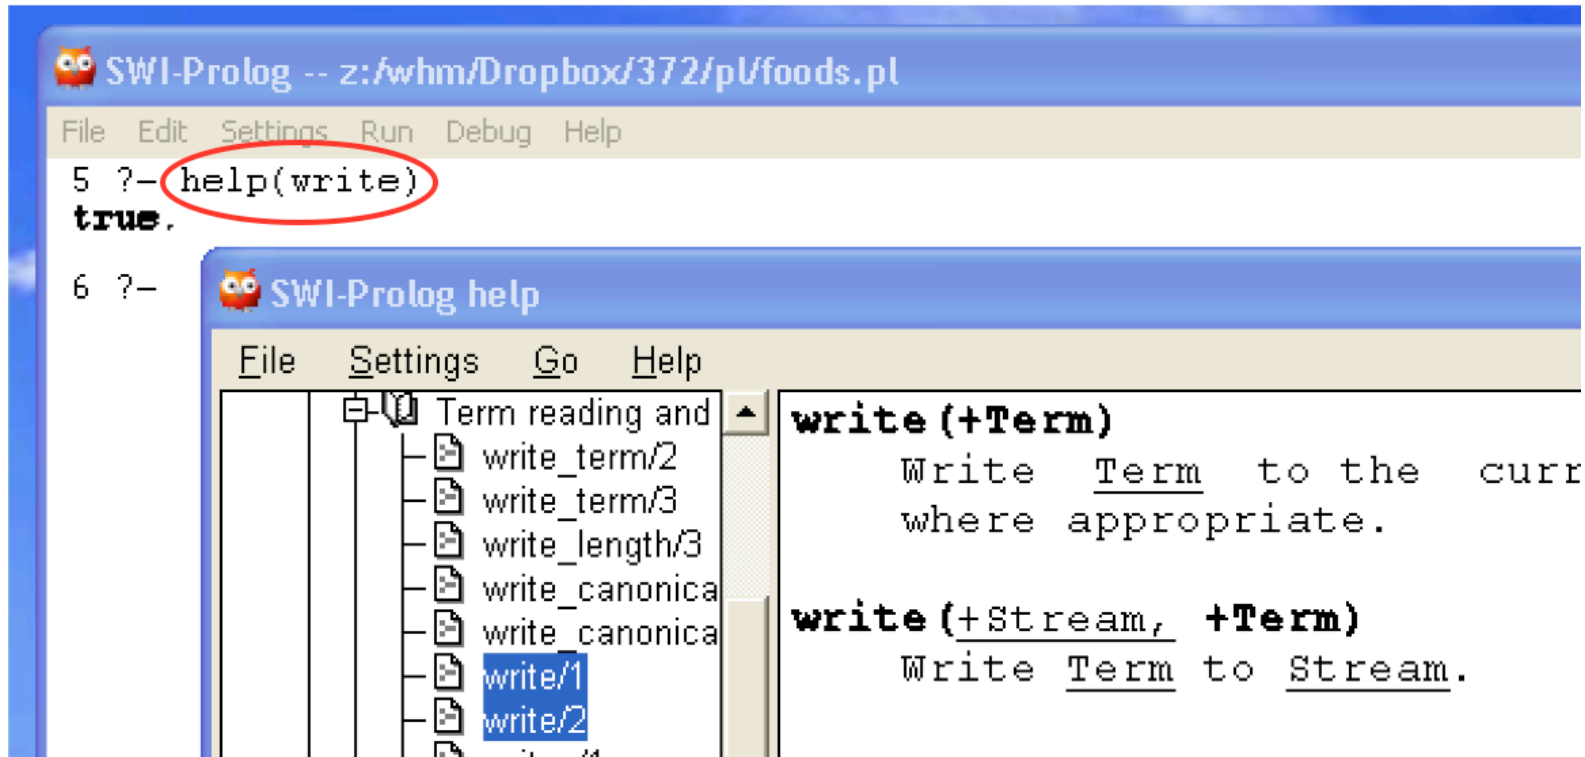 SWI-Prolog -- z:/whm/Dropbox/372/pl/foods.pl
File Edit Settings Run Debug Help
5 ?- help(write)
true.
6 ?-
SWI-Prolog help
File Settings Go Help
Term reading and
write_term/2
write_term/3
write_length/3
write_canonica
write_canonica
write/1
write/2
write(+Term)
Write Term to the curr
where appropriate.
write(+Stream, +Term)
Write Term to Stream.